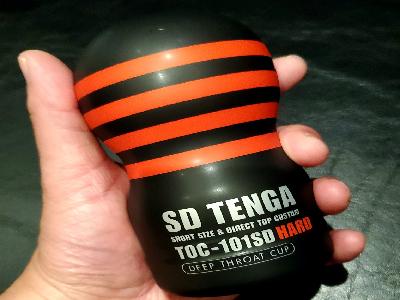 SD TENGA
SHORT SIZE & DIRECT TOP CUSTOM
TOC-101SD HARD
DEEP THROAT CUP